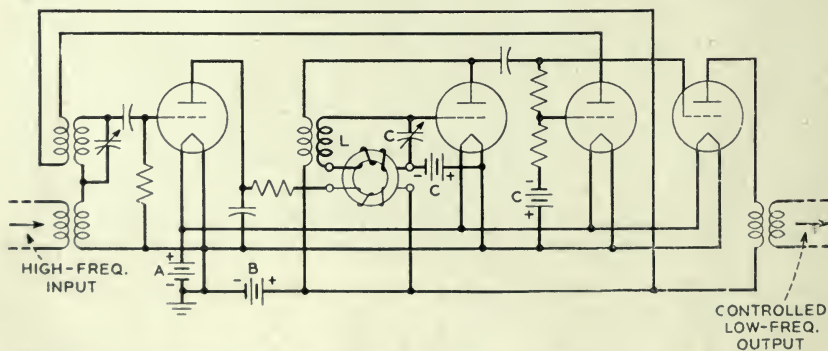 L
C
- C +
- C +
HIGH-FREQ.
INPUT
+ A -
- B +
CONTROLLED
LOW-FREQ.
OUTPUT